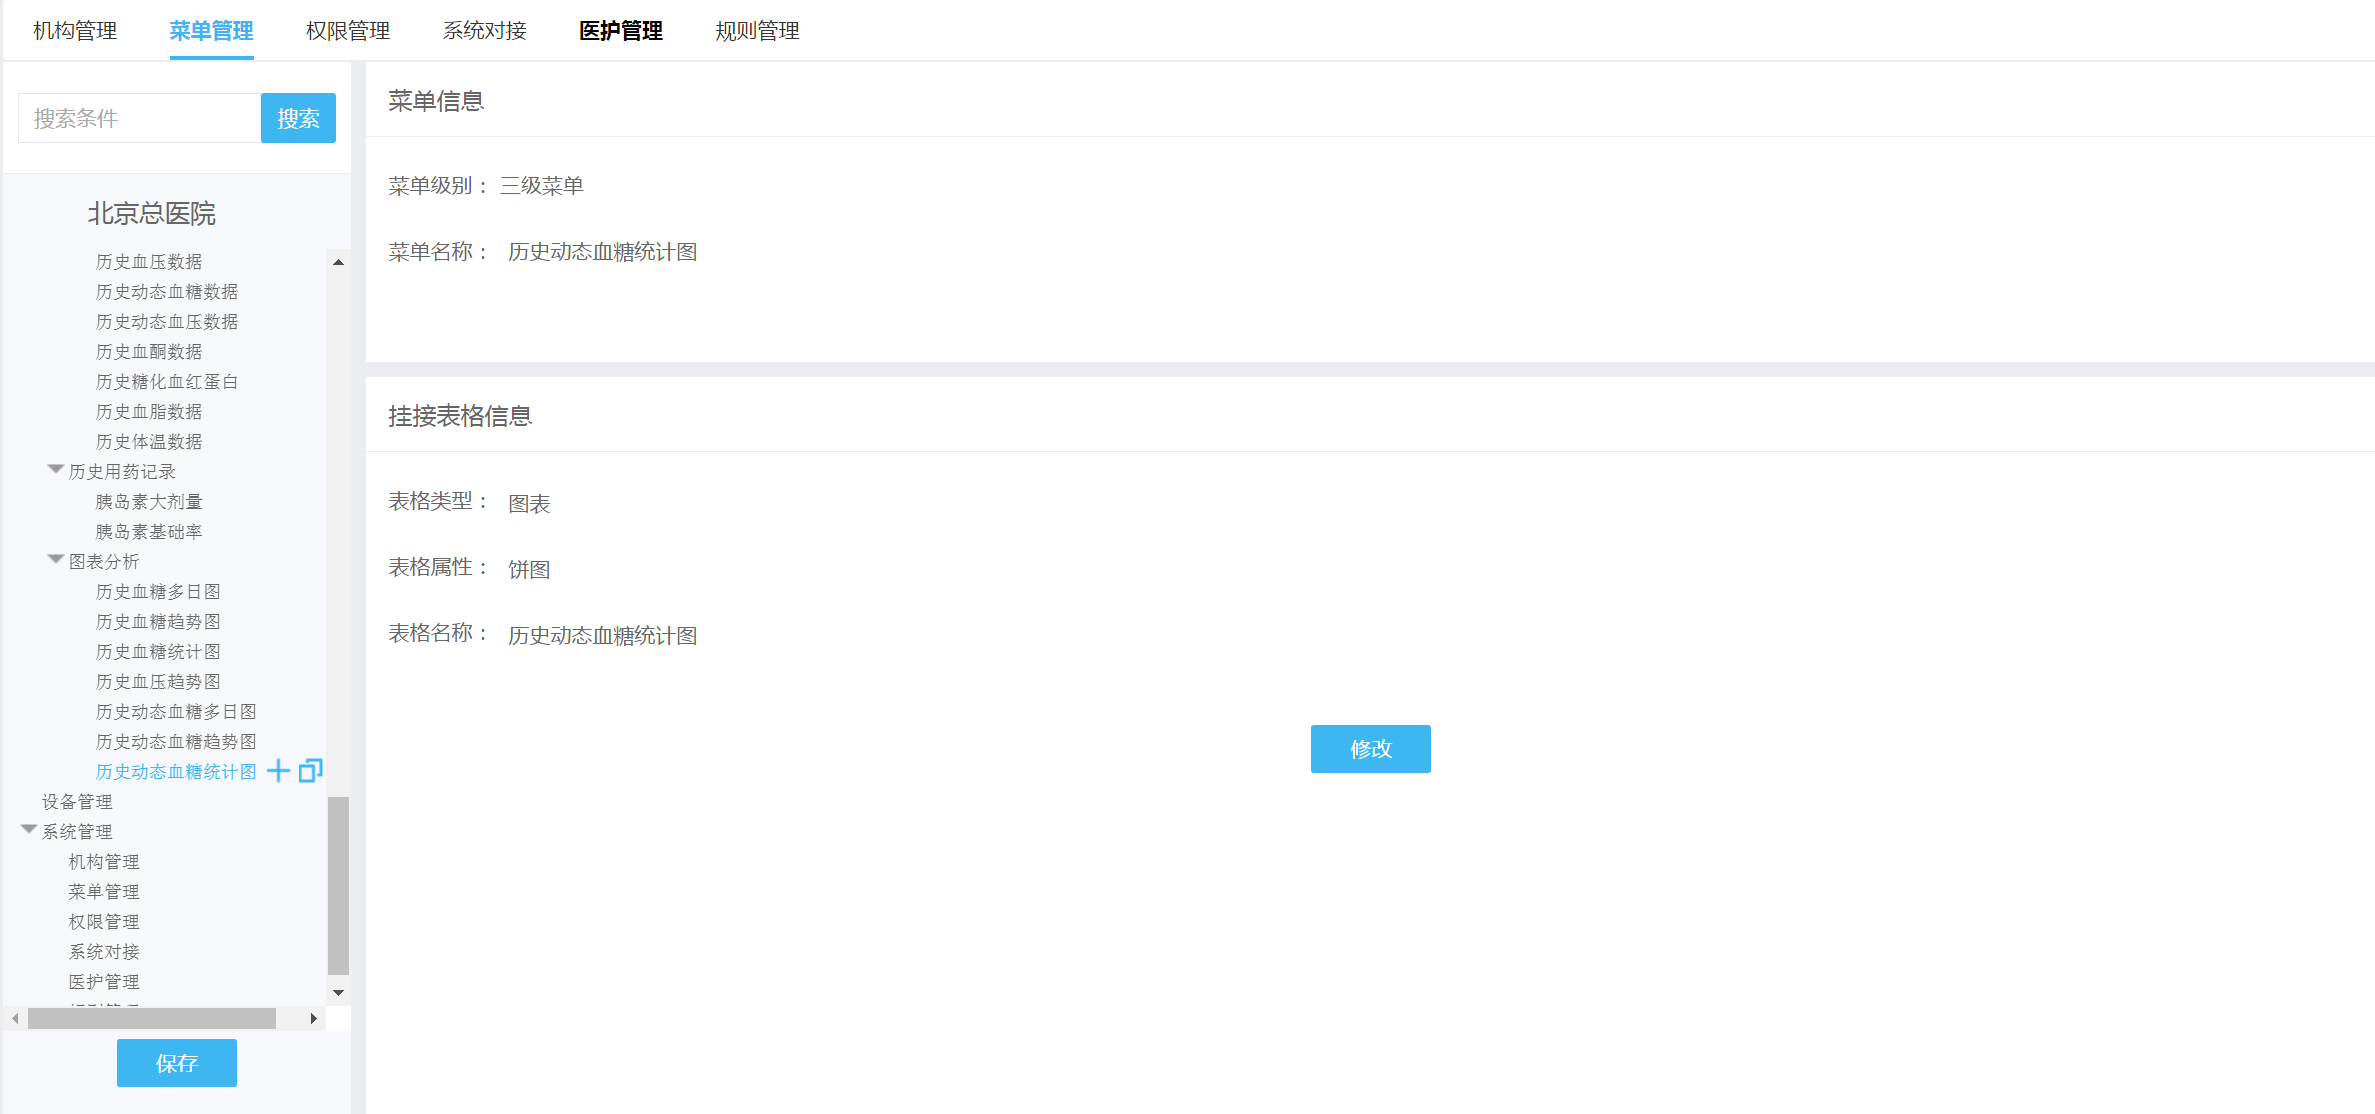 机构管理 菜单管理 权限管理 系统对接 医护管理 规则管理
搜索条件 搜索
北京总医院
历史血压数据
历史动态血糖数据
历史动态血压数据
历史血酮数据
历史糖化血红蛋白
历史血脂数据
历史体温数据
历史用药记录
胰岛素大剂量
胰岛素基础率
图表分析
历史血糖多日图
历史血糖趋势图
历史血糖统计图
历史血压趋势图
历史动态血糖多日图
历史动态血糖趋势图
历史动态血糖统计图
设备管理
系统管理
机构管理
菜单管理
权限管理
系统对接
医护管理
保存
菜单信息
菜单级别： 三级菜单
菜单名称： 历史动态血糖统计图
挂接表格信息
表格类型： 图表
表格属性： 饼图
表格名称： 历史动态血糖统计图
修改